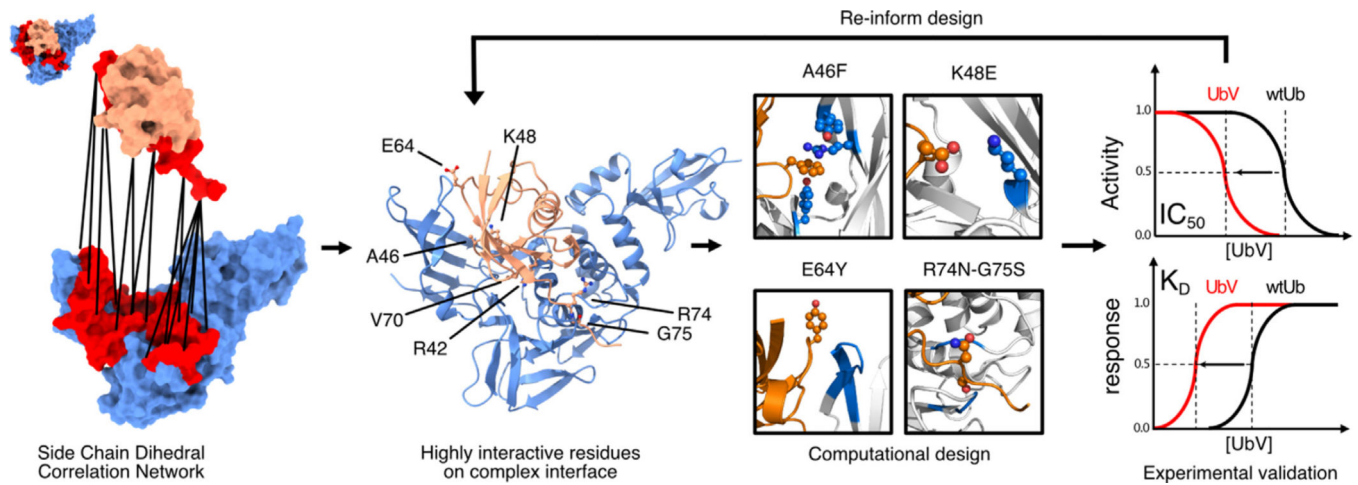 Re-inform design
E64
K48
A46
V70
R42
R74
G75
A46F
K48E
E64Y
R74N-G75S
UbV
wtUb
1.0
0.5
0.0
Activity
IC50
[UbV]
KD
UbV
wtUb
1.0
0.5
1.0
response
[UbV]
Side Chain Dihedral
Correlation Network
Highly interactive residues
on complex interface
Computational design
Experimental validation